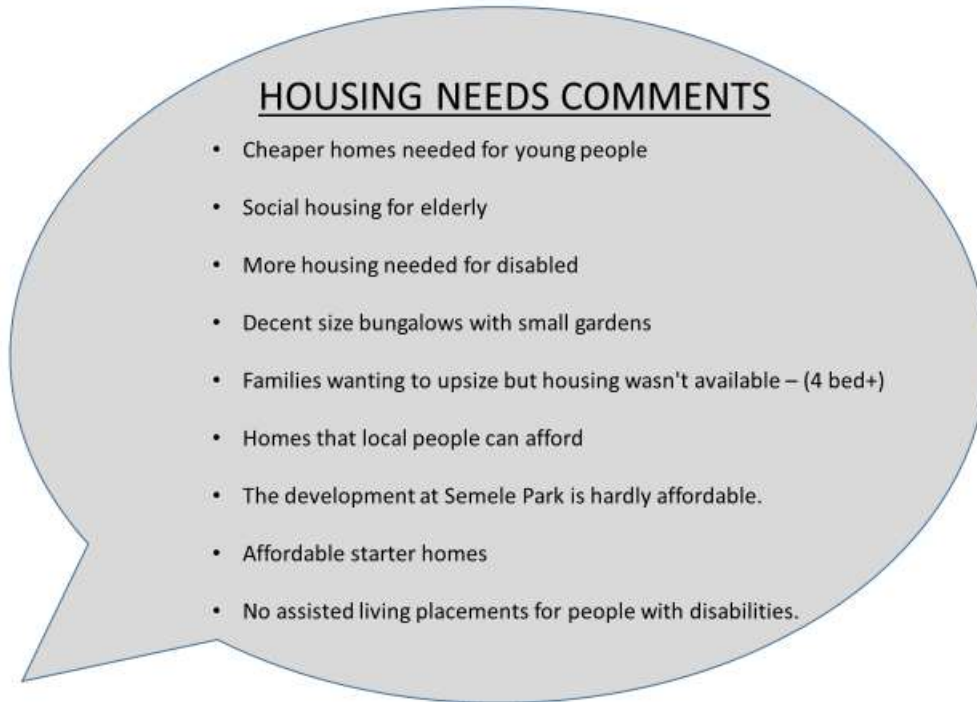 HOUSING NEEDS COMMENTS
• Cheaper homes needed for young people
• Social housing for elderly
• More housing needed for disabled
• Decent size bungalows with small gardens
• Families wanting to upsize but housing wasn't available – (4 bed+)
• Homes that local people can afford
• The development at Semele Park is hardly affordable.
• Affordable starter homes
• No assisted living placements for people with disabilities.